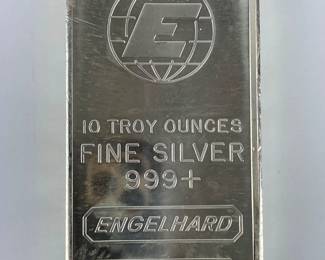 E
10 TROY OUNCES
FINE SILVER
999+
ENGELHARD